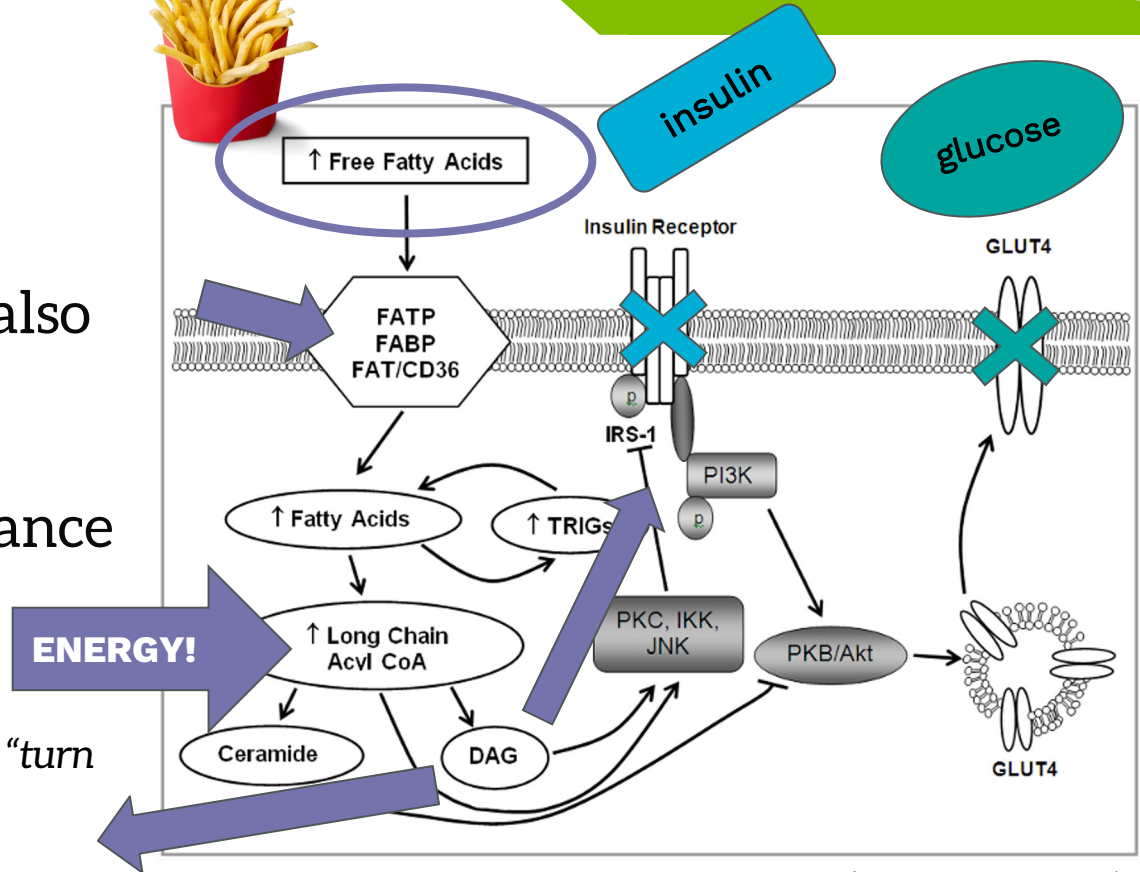 insulin
glucose
↑ Free Fatty Acids
Insulin Receptor
GLUT4
also
FATP
FABP
FAT/CD36
p
IRS-1
PI3K
p
↑ Fatty Acids
↑ TRIGs
ance
ENERGY!
↑ Long Chain
Acyl CoA
PKC, IKK,
JNK
PKB/Akt
“turn
Ceramide
DAG
GLUT4